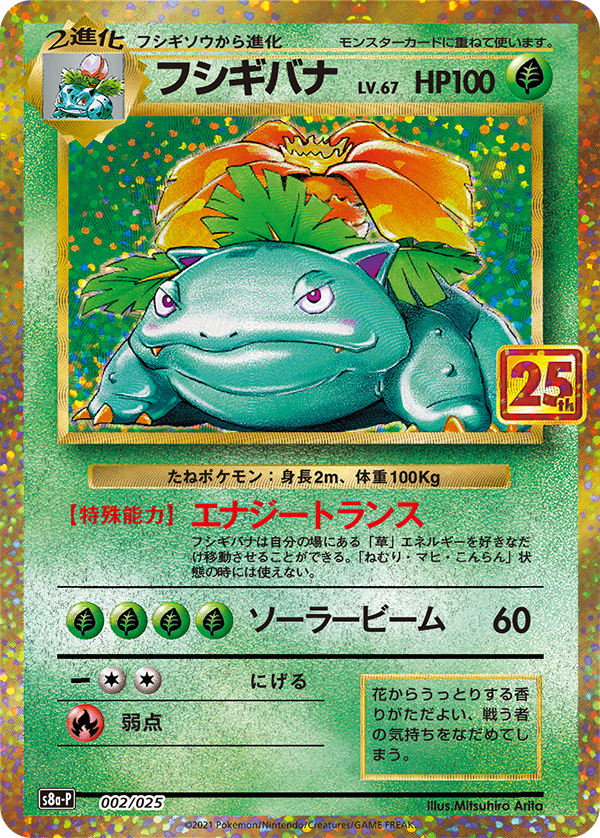 2進化
フシギソウから進化
モンスターカードに重ねて使います。
フシギバナ LV.67 HP100
25th
たねポケモン：身長2m、体重100Kg
【特殊能力】 エナジートランス
フシギバナは自分の場にある「草」エネルギーを好きなだ
け移動させることができる。「ねむり・マヒ・こんらん」状
態の時には使えない。
ソーラービーム 60
にげる
弱点
花からうっとりする香
りがただよい、戦う者
の気持ちをなだめてし
まう。
s8a-P 002/025
Illus.Mitsuhiro Arita
©2021 Pokémon/Nintendo/Creatures/GAME FREAK.